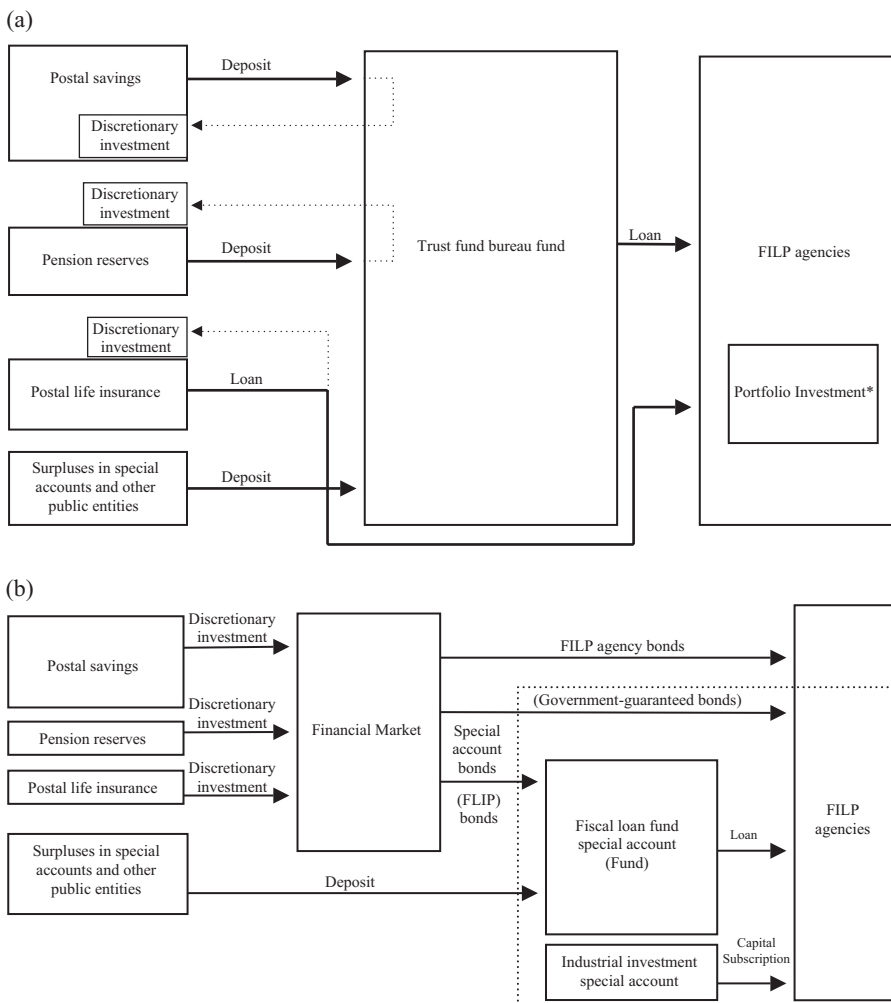 (a)
Postal savings
Deposit
Discretionary
investment
Discretionary
investment
Pension reserves
Deposit
Discretionary
investment
Postal life insurance
Loan
Surpluses in special
accounts and other
public entities
Deposit
Trust fund bureau fund
Loan
FILP agencies
Portfolio Investment*
(b)
Postal savings
Discretionary
investment
Pension reserves
Discretionary
investment
Postal life insurance
Discretionary
investment
Surpluses in special
accounts and other
public entities
Deposit
Financial Market
FILP agency bonds
(Government-guaranteed bonds)
Special
account
bonds
(FLIP)
bonds
Fiscal loan fund
special account
(Fund)
Loan
Industrial investment
special account
Capital
Subscription
FILP
agencies